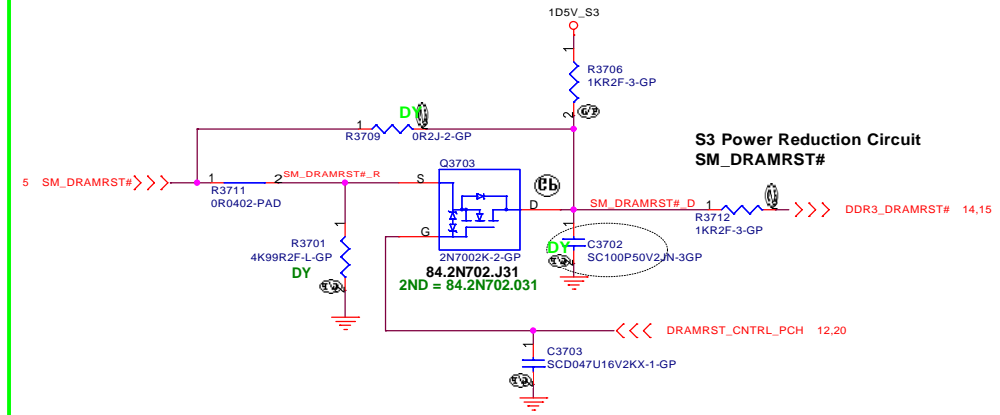 1D5V_S3
1
R3706
1KR2F-3-GP
2
DY
1
R3709
0R2J-2-GP
S3 Power Reduction Circuit
SM_DRAMRST#
Q3703
5 SM_DRAMRST#
1
2
SM_DRAMRST#_R
S
R3711
0R0402-PAD
D
SM_DRAMRST#_D
1
R3712
1KR2F-3-GP
DDR3_DRAMRST# 14,15
1
R3701
4K99R2F-L-GP
DY
G
2N7002K-2-GP
84.2N702.J31
2ND = 84.2N702.031
1
DY
C3702
SC100P50V2JN-3GP
DRAMRST_CNTRL_PCH 12,20
1
C3703
SCD047U16V2KX-1-GP